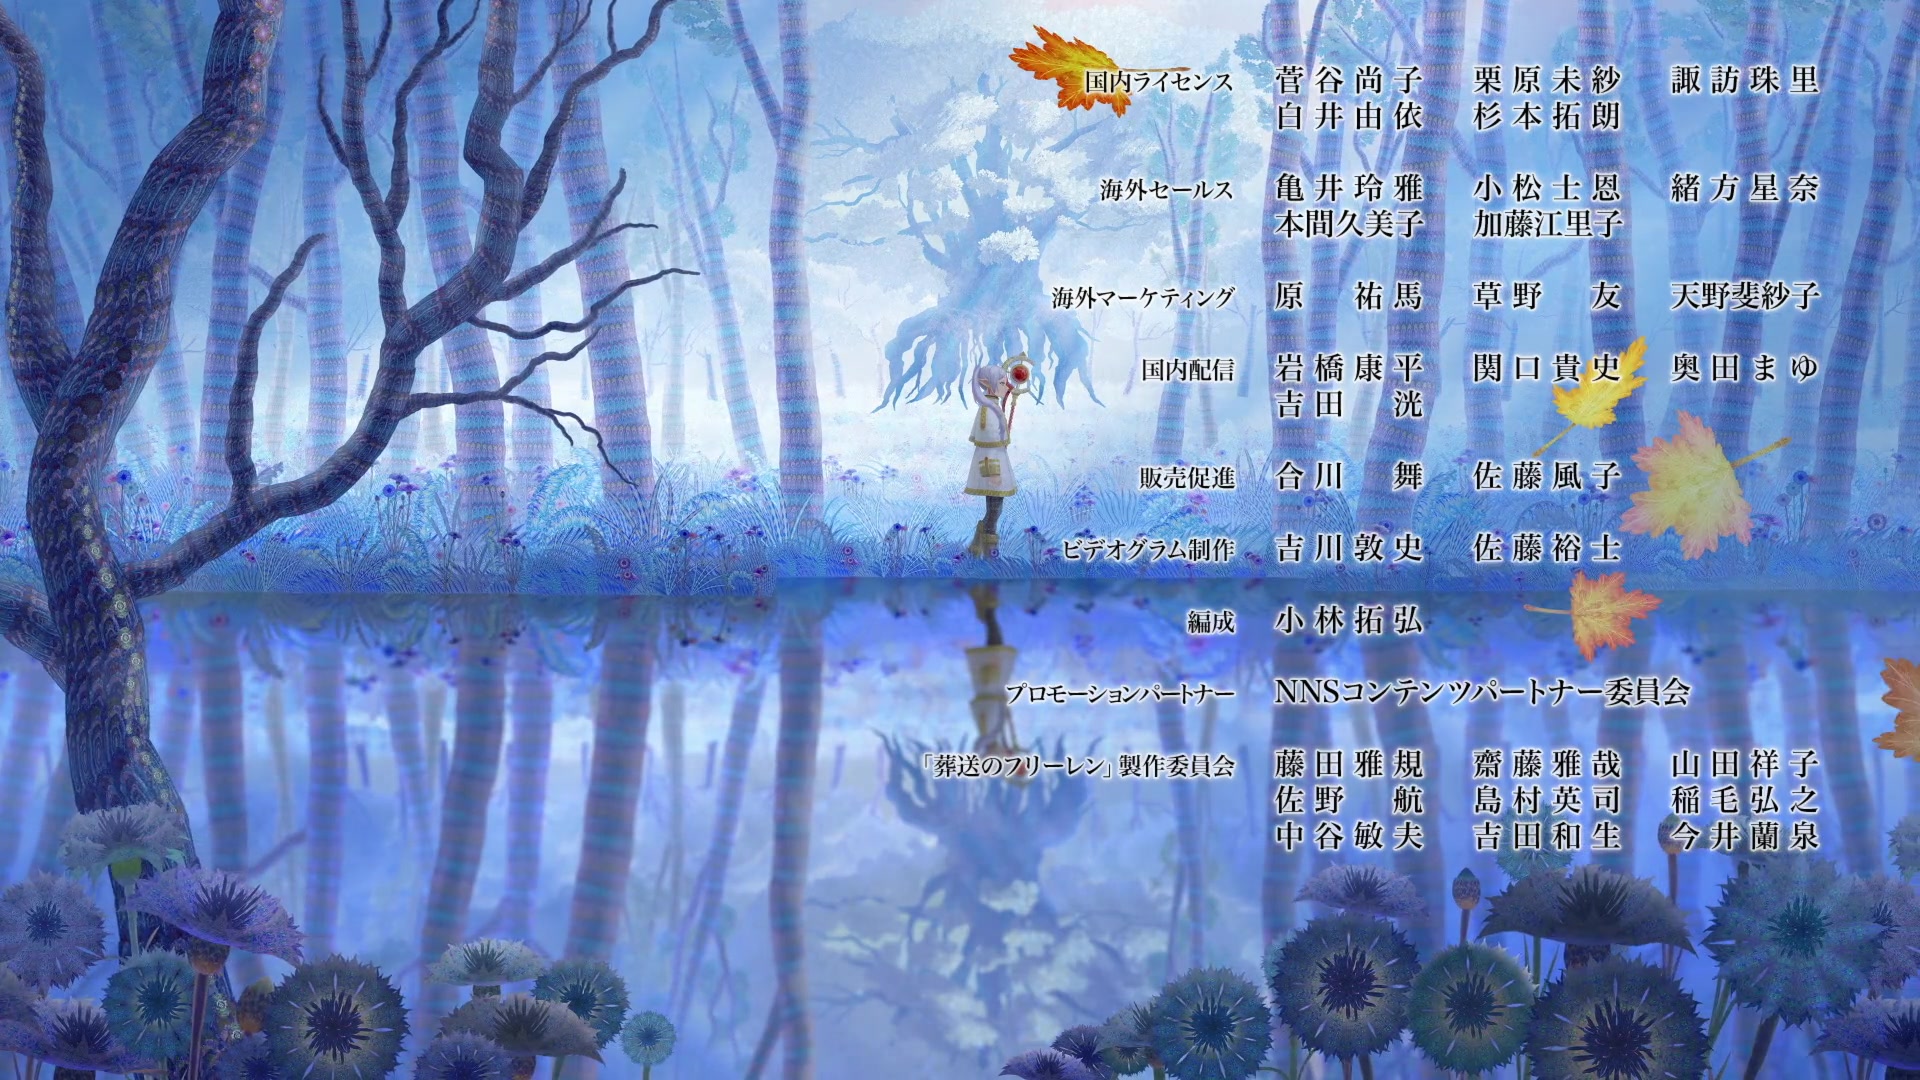 国内ライセンス 菅谷尚子 栗原未紗 諏訪珠里
白井由依 杉本拓朗
海外セールス 亀井玲雅 小松士恩 緒方星奈
本間久美子 加藤江里子
海外マーケティング 原 祐馬 草野 友 天野斐紗子
国内配信 岩橋康平 関口貴史 奥田まゆ
吉田 洸
販売促進 合川 舞 佐藤風子
ビデオグラム制作 吉川敦史 佐藤裕士
編成 小林拓弘
プロモーションパートナー NNSコンテンツパートナー委員会
「葬送のフリーレン」製作委員会 藤田雅規 齋藤雅哉 山田祥子
佐野 航 島村英司 稲毛弘之
中谷敏夫 吉田和生 今井蘭泉